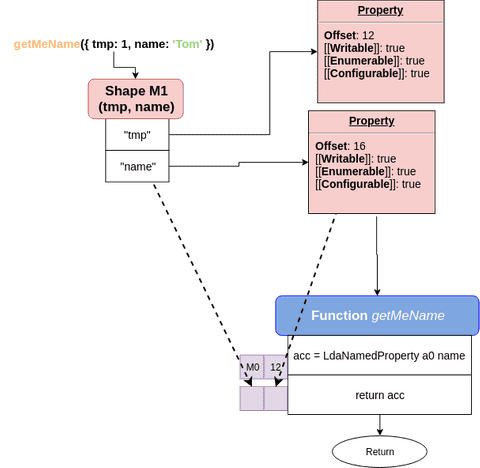 Property
Offset: 12
[[Writable]]: true
[[Enumerable]]: true
[[Configurable]]: true
getMeName({ tmp: 1, name: 'Tom' })
Shape M1
(tmp, name)
"tmp"
"name"
Property
Offset: 16
[[Writable]]: true
[[Enumerable]]: true
[[Configurable]]: true
Function getMeName
acc = LdaNamedProperty a0 name
M0 12
return acc
Return